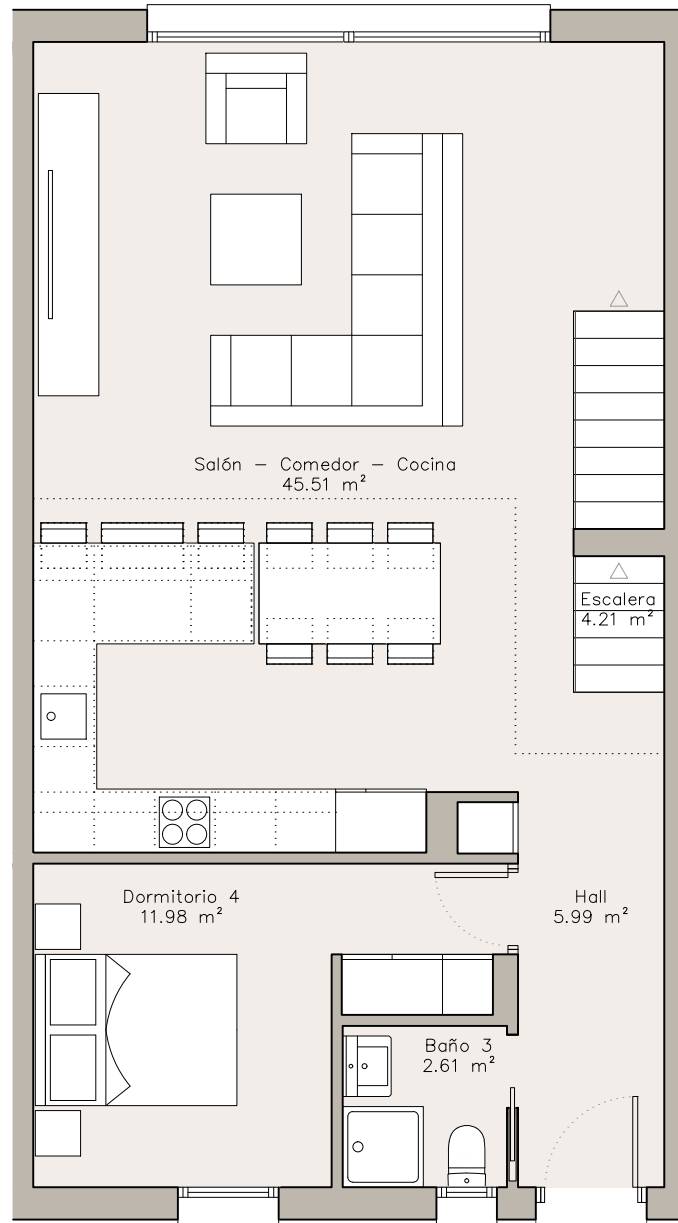 Salón – Comedor – Cocina
45.51 m²
Escalera
4.21 m²
Dormitorio 4
11.98 m²
Hall
5.99 m²
Baño 3
2.61 m²